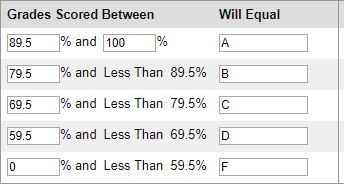 Grades Scored Between Will Equal
89.5 % and 100 % A
79.5 % and Less Than 89.5% B
69.5 % and Less Than 79.5% C
59.5 % and Less Than 69.5% D
0 % and Less Than 59.5% F